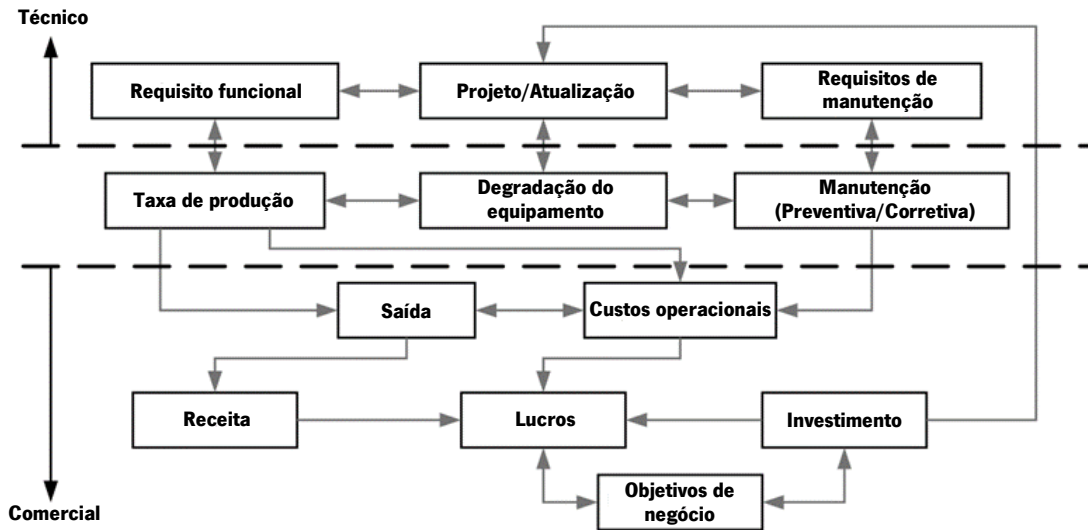 Técnico
Requisito funcional
Projeto/Atualização
Requisitos de
manutenção
Taxa de produção
Degradação do
equipamento
Manutenção
(Preventiva/Corretiva)
Saída
Custos operacionais
Receita
Lucros
Investimento
Objetivos de
negócio
Comercial